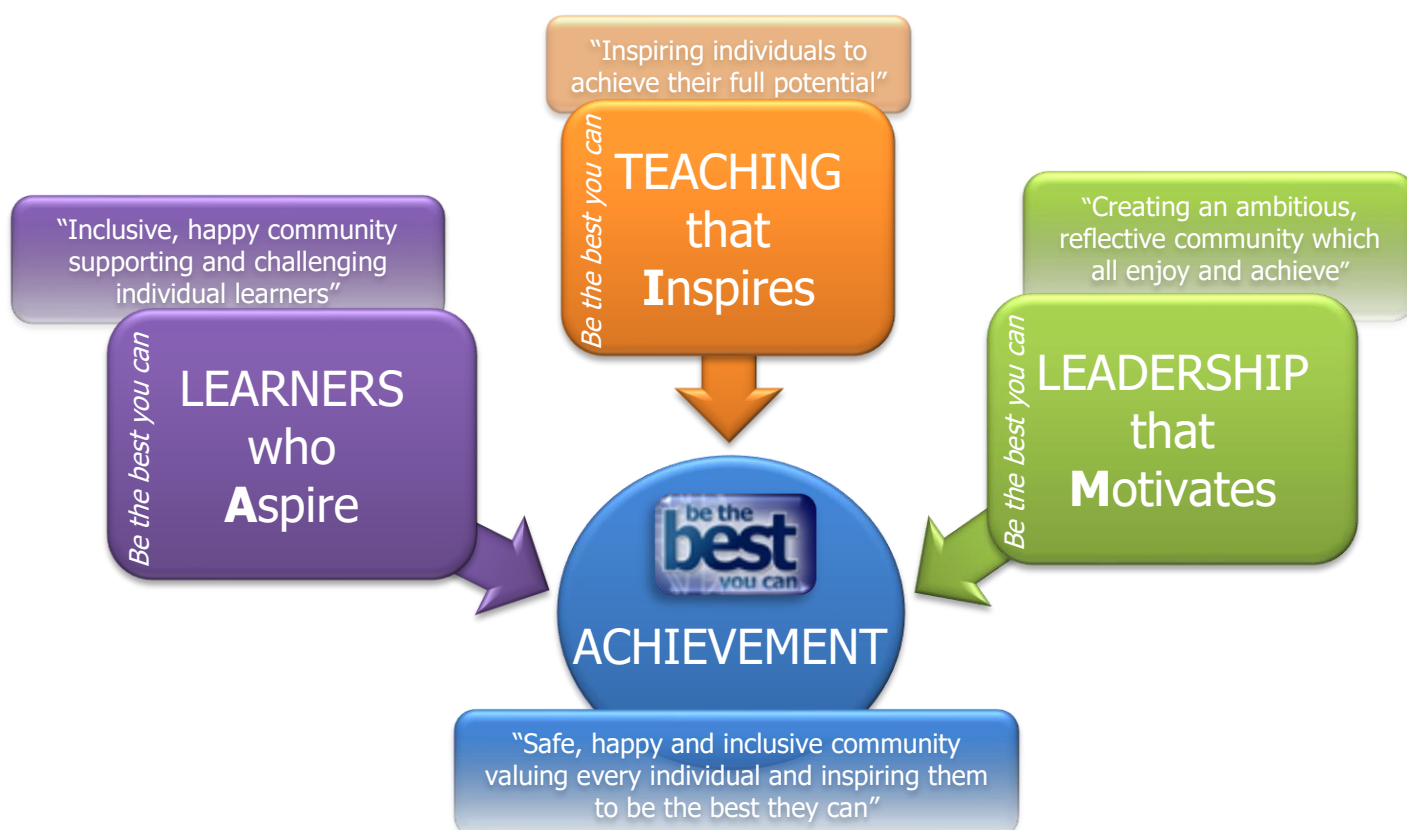 “Inspiring individuals to
achieve their full potential”
Be the best you can
TEACHING
that
Inspires
“Inclusive, happy community
supporting and challenging
individual learners”
Be the best you can
LEARNERS
who
Aspire
“Creating an ambitious,
reflective community which
all enjoy and achieve”
Be the best you can
LEADERSHIP
that
Motivates
be the
best
you can
ACHIEVEMENT
“Safe, happy and inclusive community
valuing every individual and inspiring them
to be the best they can”